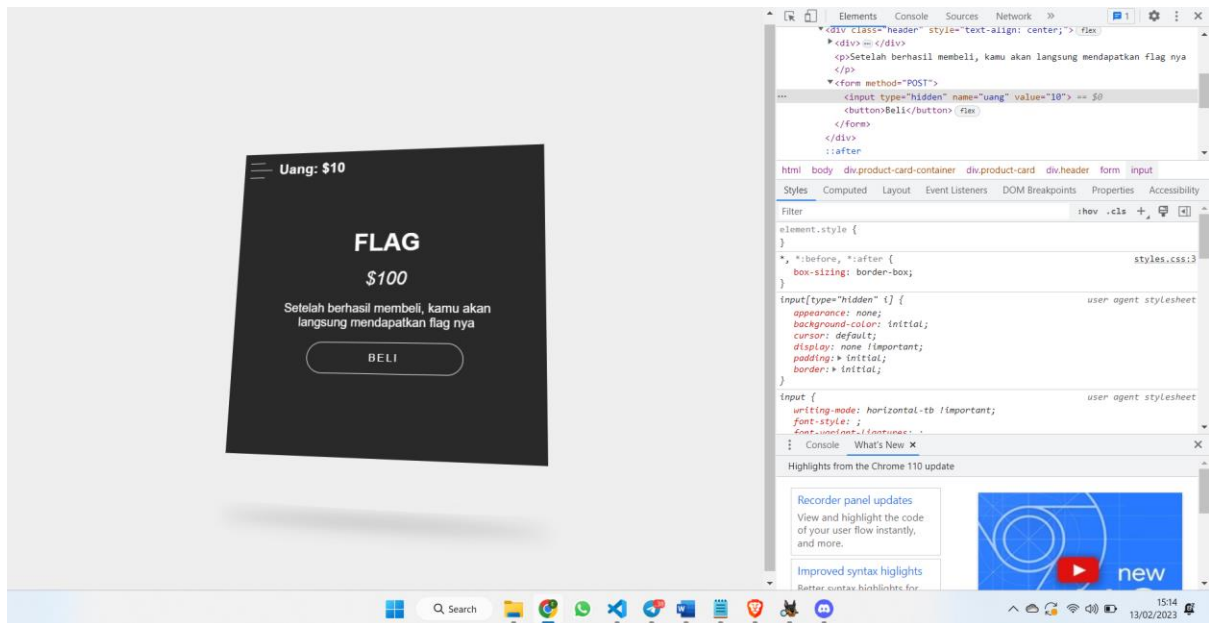 Uang: $10
FLAG
$100
Setelah berhasil membeli, kamu akan
langsung mendapatkan flag nya
BELI
Elements Console Sources Network » 1
<div class="header" style="text-align: center;"> flex
<div> … </div>
<p>Setelah berhasil membeli, kamu akan langsung mendapatkan flag nya
</p>
<form method="POST">
… <input type="hidden" name="uang" value="10"> == $0
<button>Beli</button> flex
</form>
</div>
::after
html body div.product-card-container div.product-card div.header form input
Styles Computed Layout Event Listeners DOM Breakpoints Properties Accessibility
Filter :hov .cls +
element.style {
}
*, *:before, *:after { styles.css:3
box-sizing: border-box;
}
input[type="hidden" i] { user agent stylesheet
appearance: none;
background-color: initial;
cursor: default;
display: none !important;
padding: initial;
border: initial;
}
input { user agent stylesheet
writing-mode: horizontal-tb !important;
font-style: ;
font-variant-ligatures: ;
Console What's New ×
Highlights from the Chrome 110 update
Recorder panel updates
View and highlight the code
of your user flow instantly,
and more.
Improved syntax higlights
Better syntax highlights for
new
Search
15:14
13/02/2023